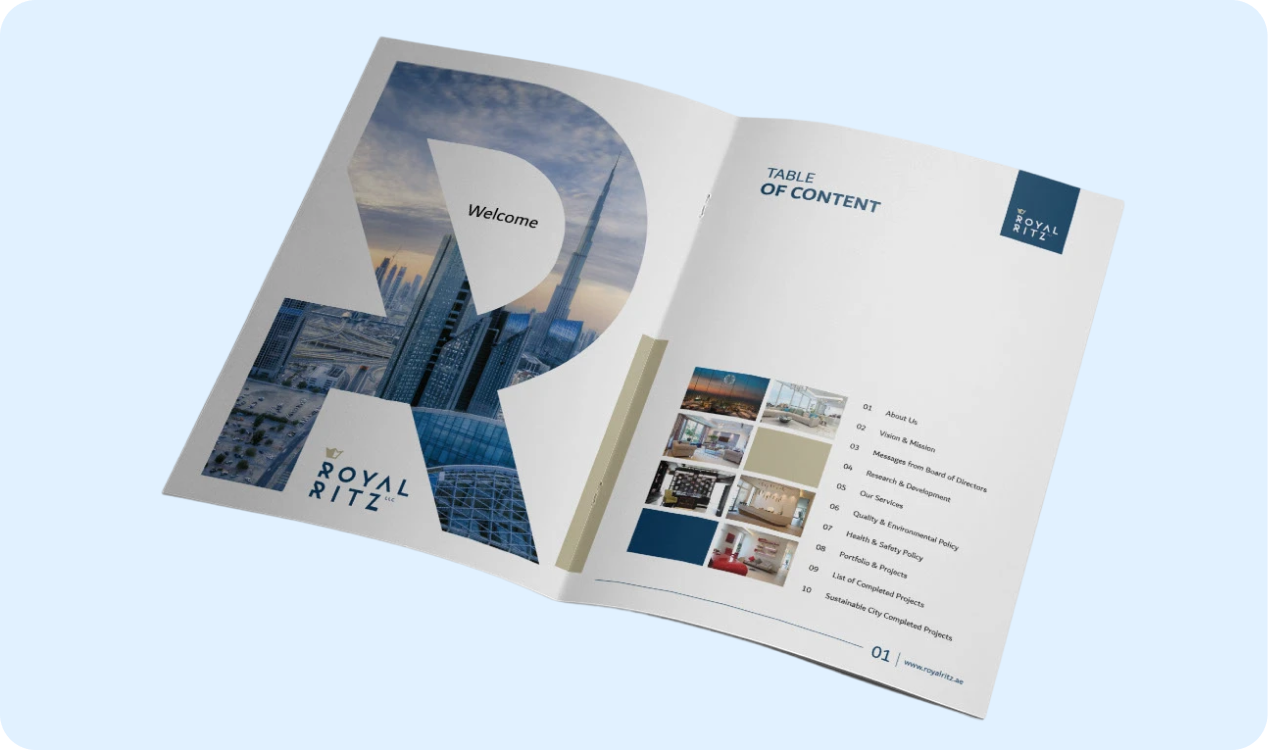 Welcome
ROYAL
RITZ LLC
TABLE
OF CONTENT
ROYAL
RITZ
01 About Us
02 Vision & Mission
03 Messages from Board of Directors
04 Research & Development
05 Our Services
06 Quality & Environmental Policy
07 Health & Safety Policy
08 Portfolio & Projects
09 List of Completed Projects
10 Sustainable City Completed Projects
01 | www.royalritz.ae